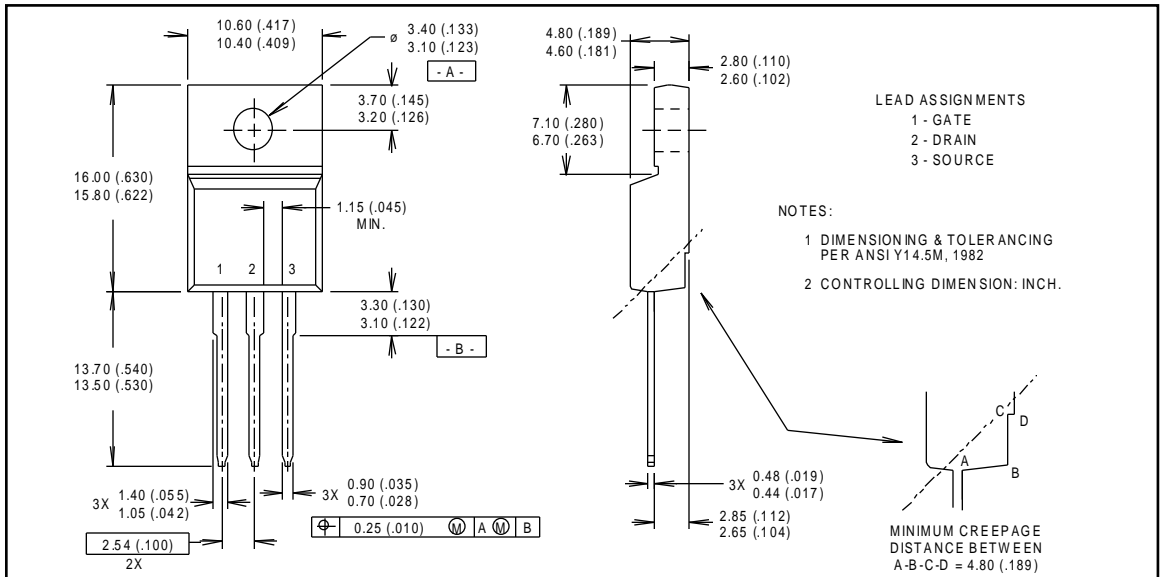 10.60 (.417)
10.40 (.409)
ø
3.40 (.133)
3.10 (.123)
- A -
3.70 (.145)
3.20 (.126)
16.00 (.630)
15.80 (.622)
1.15 (.045)
MIN.
1 2 3
3.30 (.130)
3.10 (.122)
- B -
13.70 (.540)
13.50 (.530)
3X
1.40 (.055)
1.05 (.042)
3X
0.90 (.035)
0.70 (.028)
0.25 (.010) M A M B
2.54 (.100)
2X
4.80 (.189)
4.60 (.181)
2.80 (.110)
2.60 (.102)
7.10 (.280)
6.70 (.263)
3X
0.48 (.019)
0.44 (.017)
2.85 (.112)
2.65 (.104)
LEAD ASSIGNMENTS
1 - GATE
2 - DRAIN
3 - SOURCE
NOTES:
1 DIMENSIONING & TOLERANCING
PER ANSI Y14.5M, 1982
2 CONTROLLING DIMENSION: INCH.
C
D
A
B
MINIMUM CREEPAGE
DISTANCE BETWEEN
A-B-C-D = 4.80 (.189)